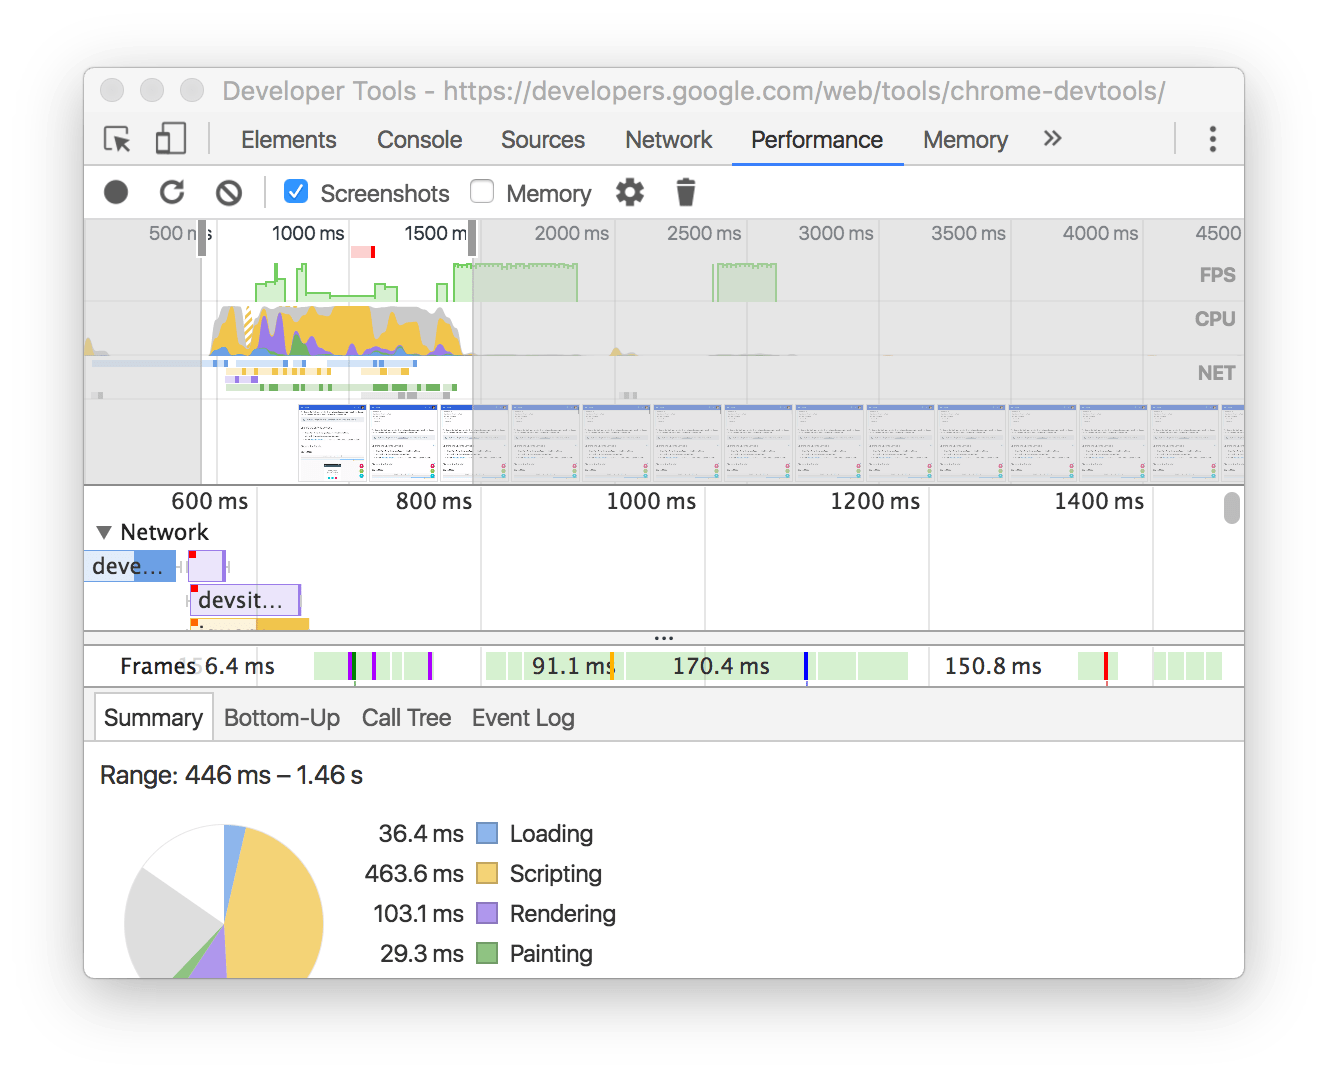 Developer Tools - https://developers.google.com/web/tools/chrome-devtools/
Elements Console Sources Network Performance Memory »
Screenshots Memory
500 ms 1000 ms 1500 m 2000 ms 2500 ms 3000 ms 3500 ms 4000 ms 4500
FPS
CPU
NET
600 ms 800 ms 1000 ms 1200 ms 1400 ms
Network
deve...
devsit...
...
Frames 6.4 ms 91.1 ms 170.4 ms 150.8 ms
Summary Bottom-Up Call Tree Event Log
Range: 446 ms – 1.46 s
36.4 ms Loading
463.6 ms Scripting
103.1 ms Rendering
29.3 ms Painting